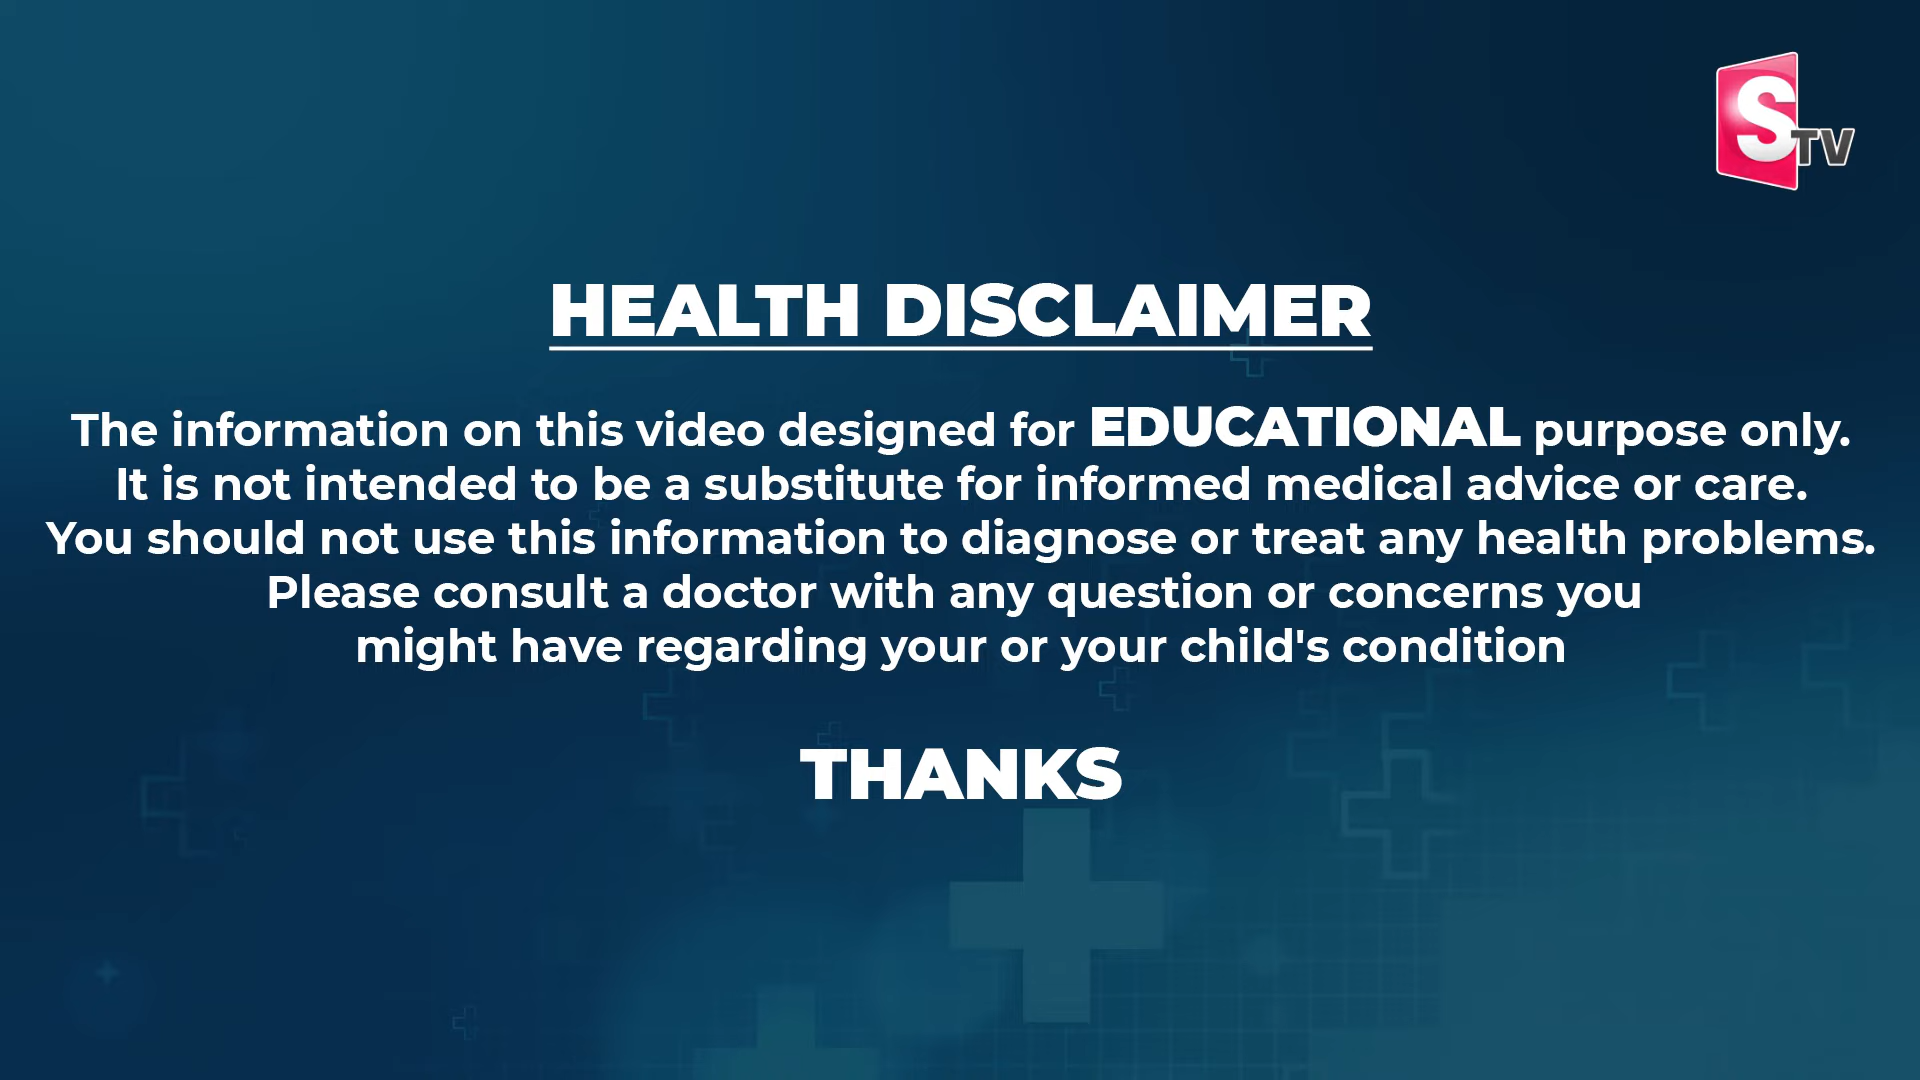 STV
HEALTH DISCLAIMER
The information on this video designed for EDUCATIONAL purpose only.
It is not intended to be a substitute for informed medical advice or care.
You should not use this information to diagnose or treat any health problems.
Please consult a doctor with any question or concerns you
might have regarding your or your child's condition
THANKS